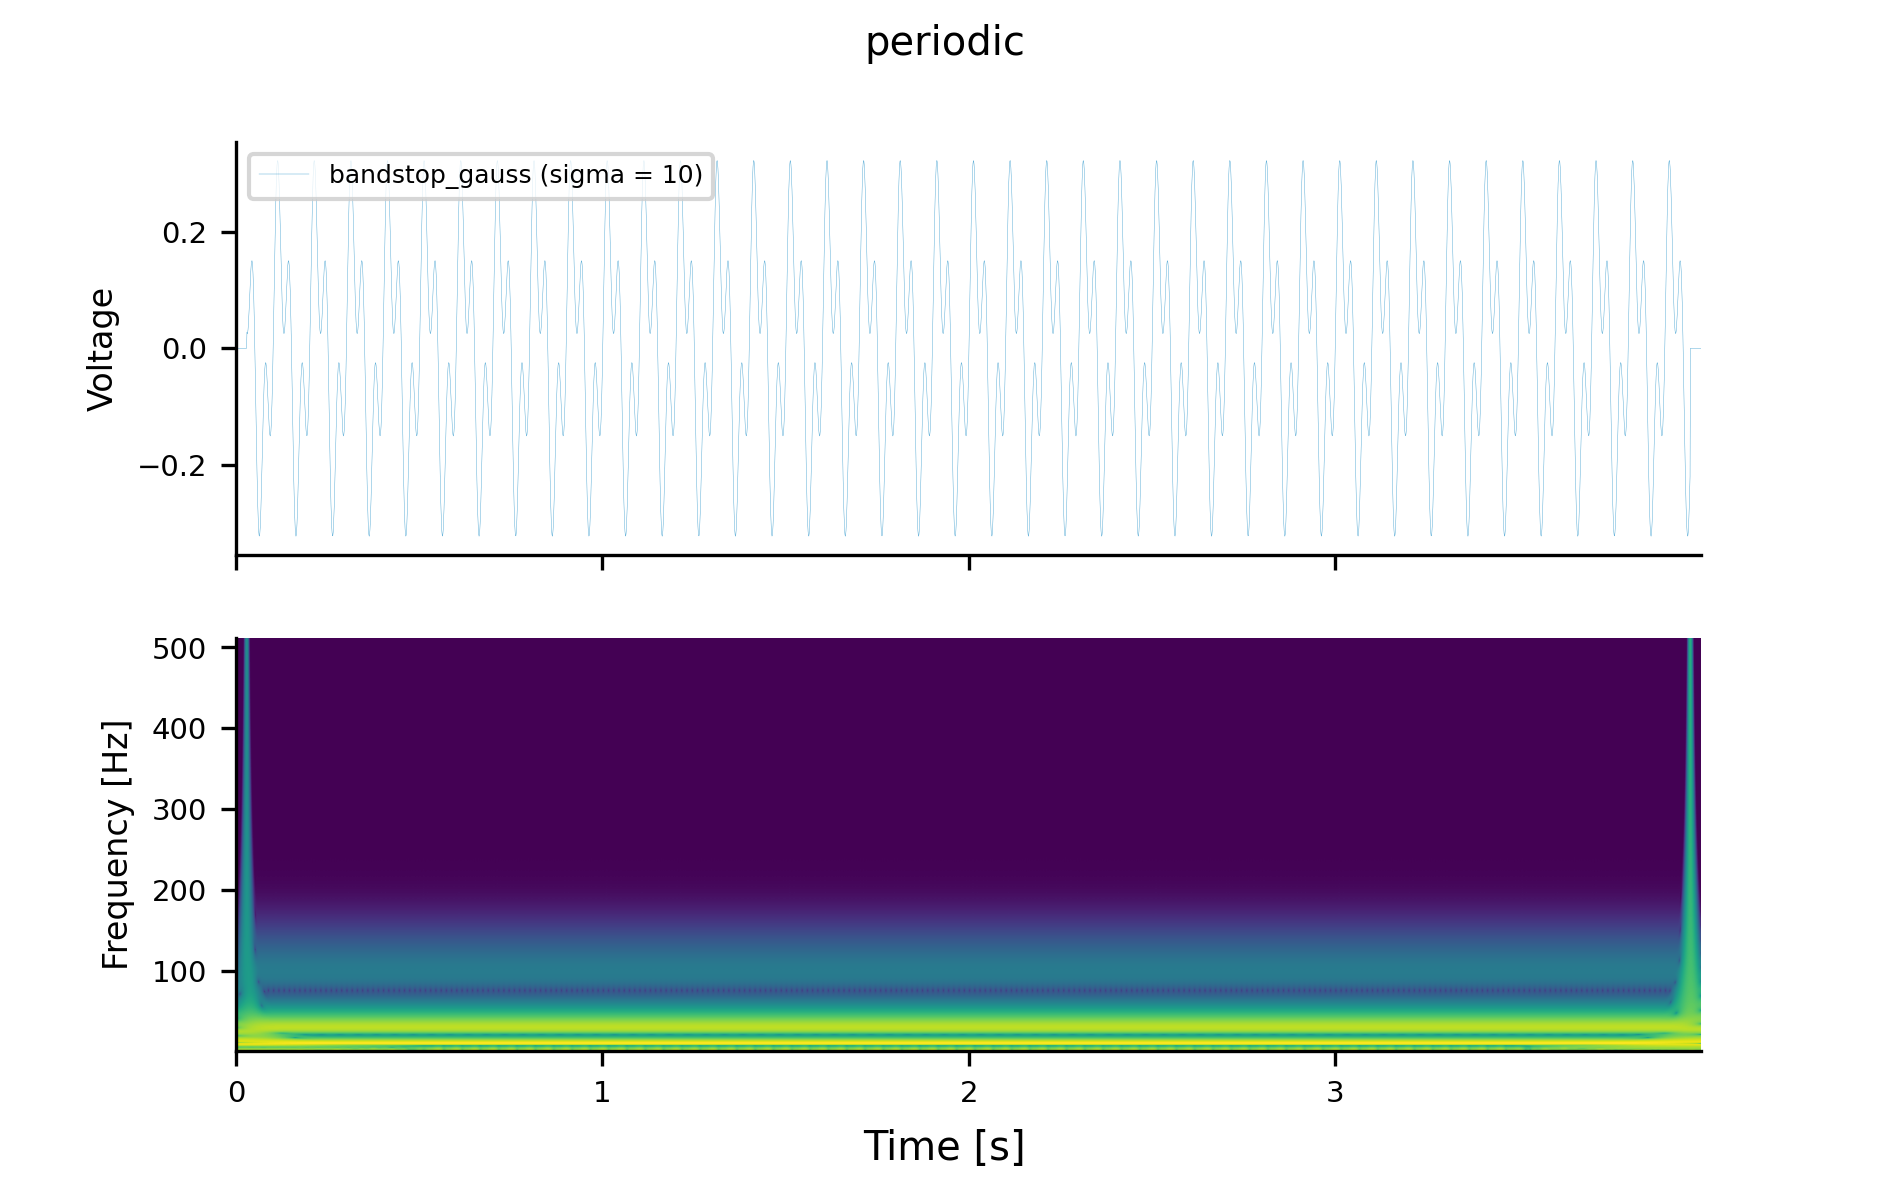 periodic
bandstop_gauss (sigma = 10)
Voltage
0.2
0.0
−0.2
Frequency [Hz]
500
400
300
200
100
0 1 2 3
Time [s]